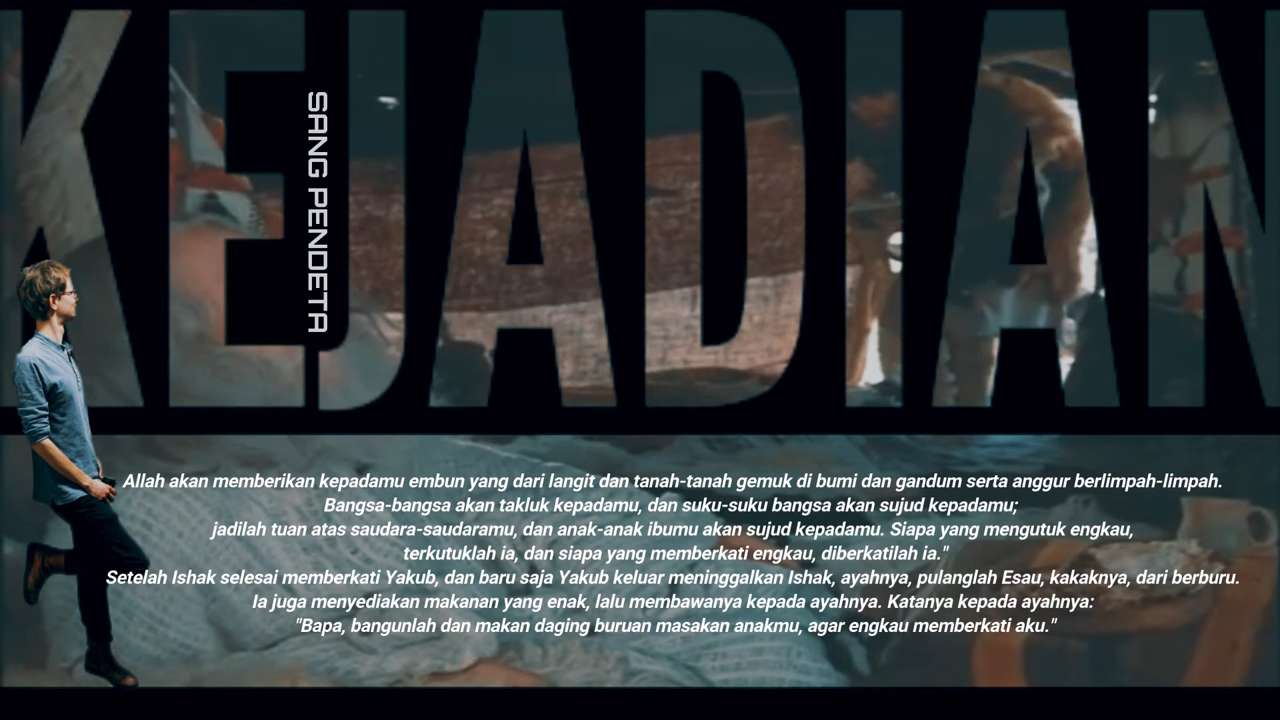 KEJADIAN
SANG PENDETA
Allah akan memberikan kepadamu embun yang dari langit dan tanah-tanah gemuk di bumi dan gandum serta anggur berlimpah-limpah.
Bangsa-bangsa akan takluk kepadamu, dan suku-suku bangsa akan sujud kepadamu;
jadilah tuan atas saudara-saudaramu, dan anak-anak ibumu akan sujud kepadamu. Siapa yang mengutuk engkau,
terkutuklah ia, dan siapa yang memberkati engkau, diberkatilah ia."
Setelah Ishak selesai memberkati Yakub, dan baru saja Yakub keluar meninggalkan Ishak, ayahnya, pulanglah Esau, kakaknya, dari berburu.
Ia juga menyediakan makanan yang enak, lalu membawanya kepada ayahnya. Katanya kepada ayahnya:
"Bapa, bangunlah dan makan daging buruan masakan anakmu, agar engkau memberkati aku."